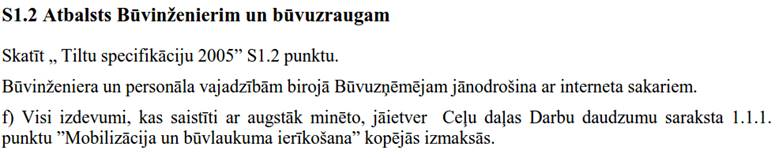 S1.2 Atbalsts Būvinženierim un būvuzraugam
Skatīt „ Tiltu specifikāciju 2005” S1.2 punktu.
Būvinženiera un personāla vajadzībām birojā Būvuzņēmējam jānodrošina ar interneta sakariem.
f) Visi izdevumi, kas saistīti ar augstāk minēto, jāietver Ceļu daļas Darbu daudzumu saraksta 1.1.1.
punktu ”Mobilizācija un būvlaukuma ierīkošana” kopējās izmaksās.